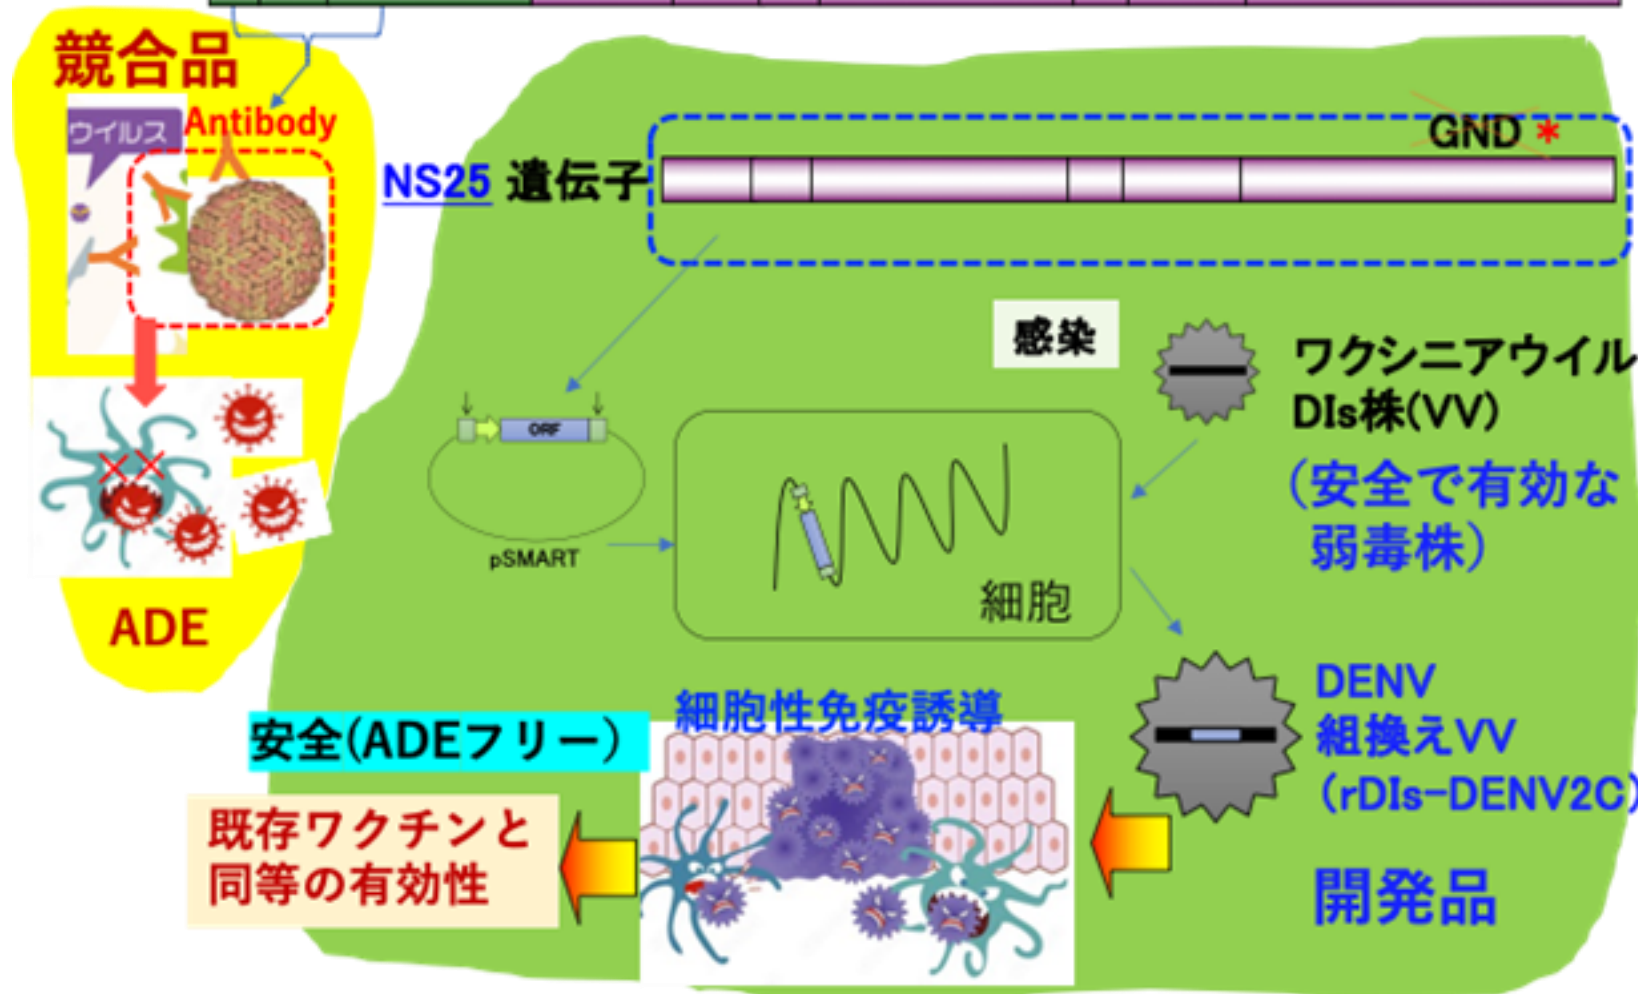 競合品
ウイルス
Antibody
ADE
GND *
NS25 遺伝子
感染
ワクシニアウイル
DIs株(VV)
(安全で有効な
弱毒株)
ORF
pSMART
細胞
DENV
組換えVV
(rDIs-DENV2C)
開発品
細胞性免疫誘導
安全(ADEフリー)
既存ワクチンと
同等の有効性